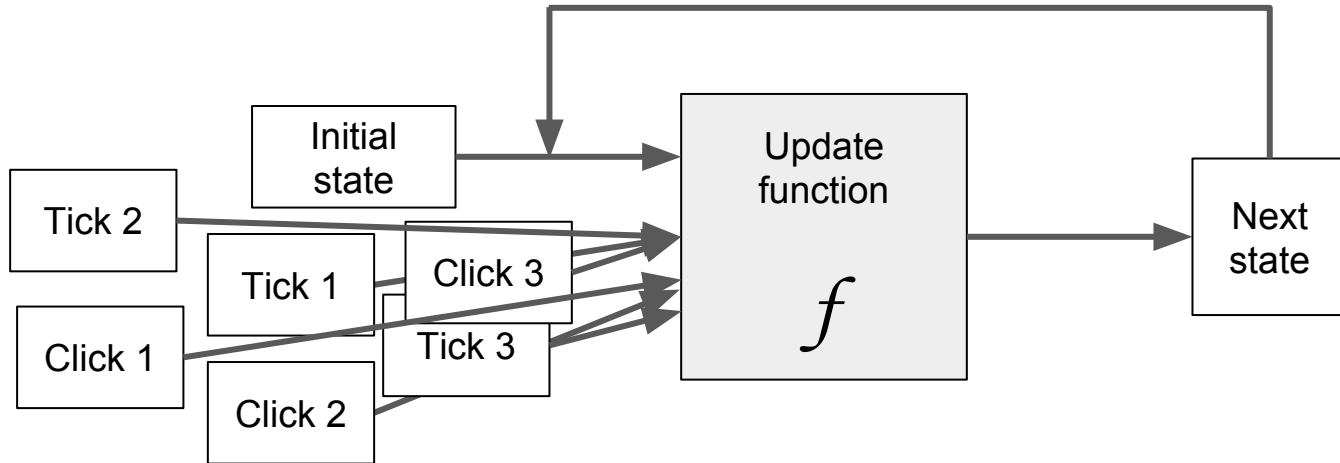 Initial
state
Update
function
f
Next
state
Tick 2
Tick 1
Click 3
Click 1
Tick 3
Click 2